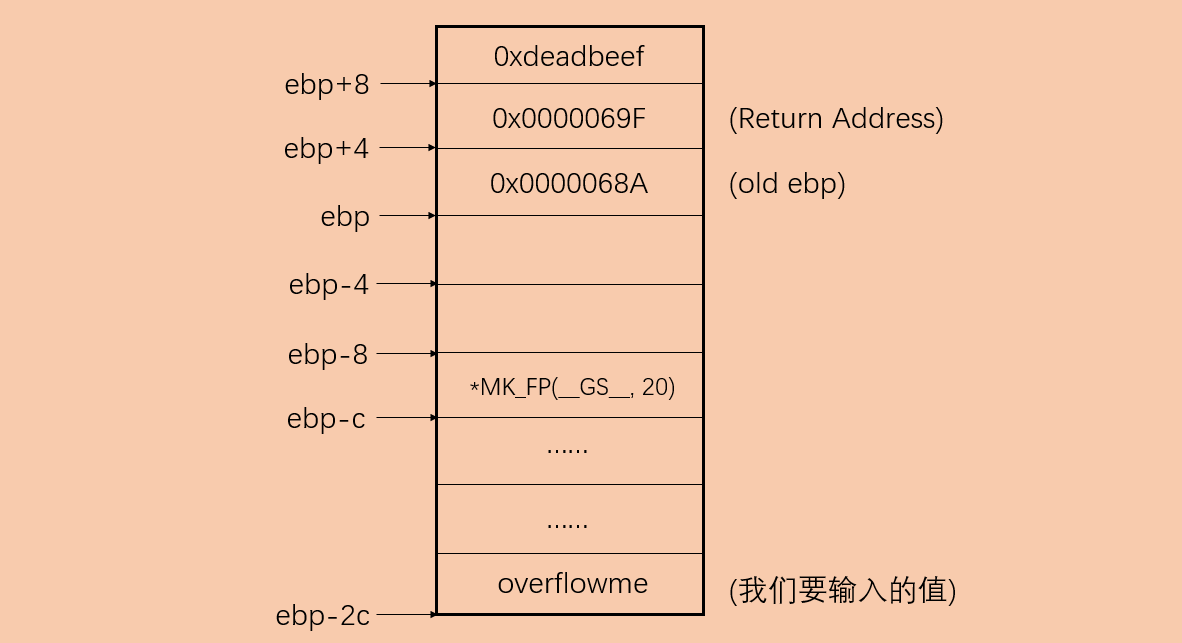 0xdeadbeef
ebp+8
0x0000069F (Return Address)
ebp+4
0x0000068A (old ebp)
ebp
ebp-4
ebp-8
*MK_FP(__GS__, 20)
ebp-c
......
......
overflowme (我们要输入的值)
ebp-2c